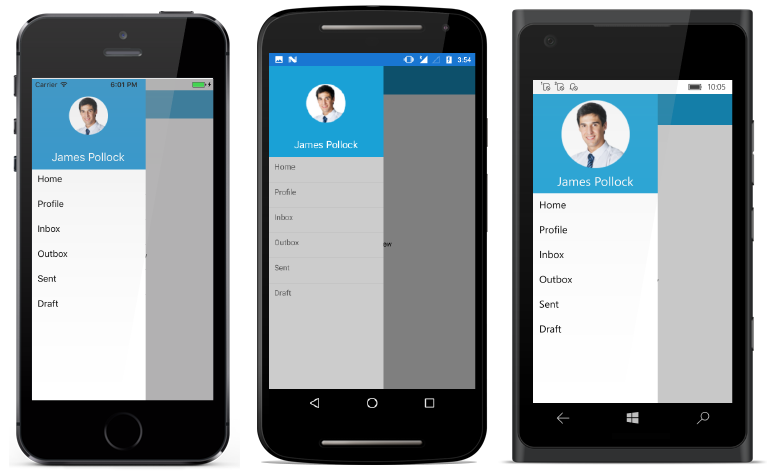 Carrier 6:01 PM
James Pollock
Home
Profile
Inbox
Outbox
Sent
Draft
3:54
James Pollock
Home
Profile
Inbox
Outbox
Sent
Draft
ow
10:05
James Pollock
Home
Profile
Inbox
Outbox
Sent
Draft